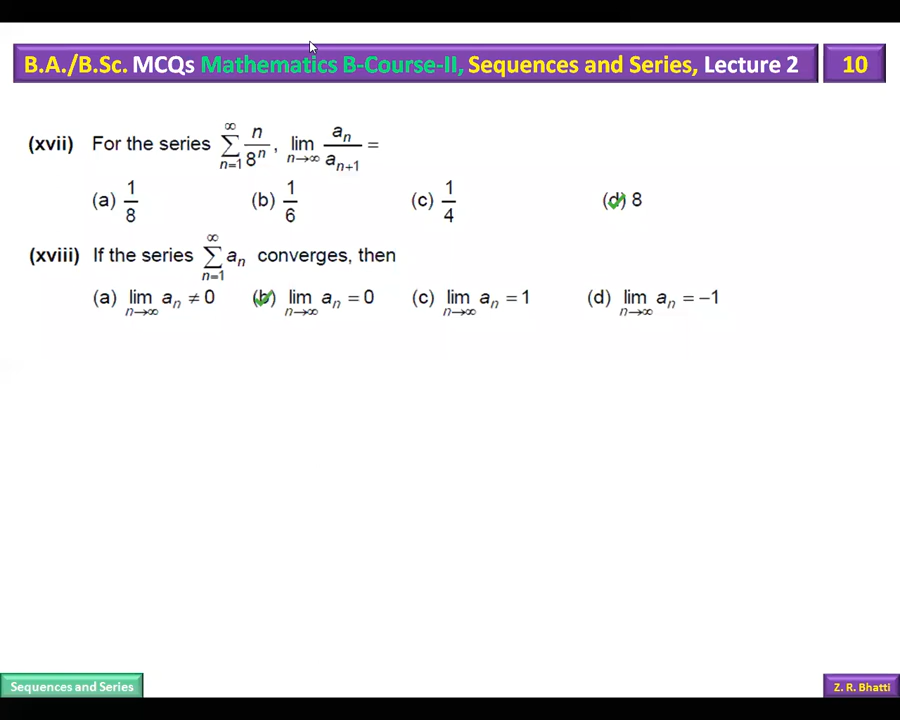 B.A./B.Sc. MCQs Mathematics B-Course-II, Sequences and Series, Lecture 2 10
(xvii) For the series ∑_{n=1}^{∞} n/8^n , lim_{n→∞} a_n/a_{n+1} =
(a) 1/8 (b) 1/6 (c) 1/4 (d) 8
(xviii) If the series ∑_{n=1}^{∞} a_n converges, then
(a) lim_{n→∞} a_n ≠ 0 (b) lim_{n→∞} a_n = 0 (c) lim_{n→∞} a_n = 1 (d) lim_{n→∞} a_n = −1
Sequences and Series Z. R. Bhatti